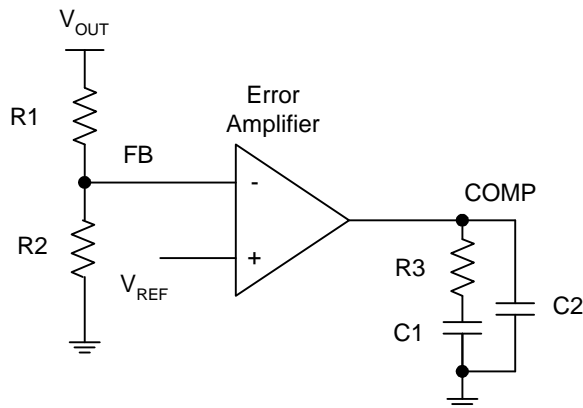 VOUT
R1
FB
Error
Amplifier
-
COMP
R2
+
VREF
R3
C1
C2